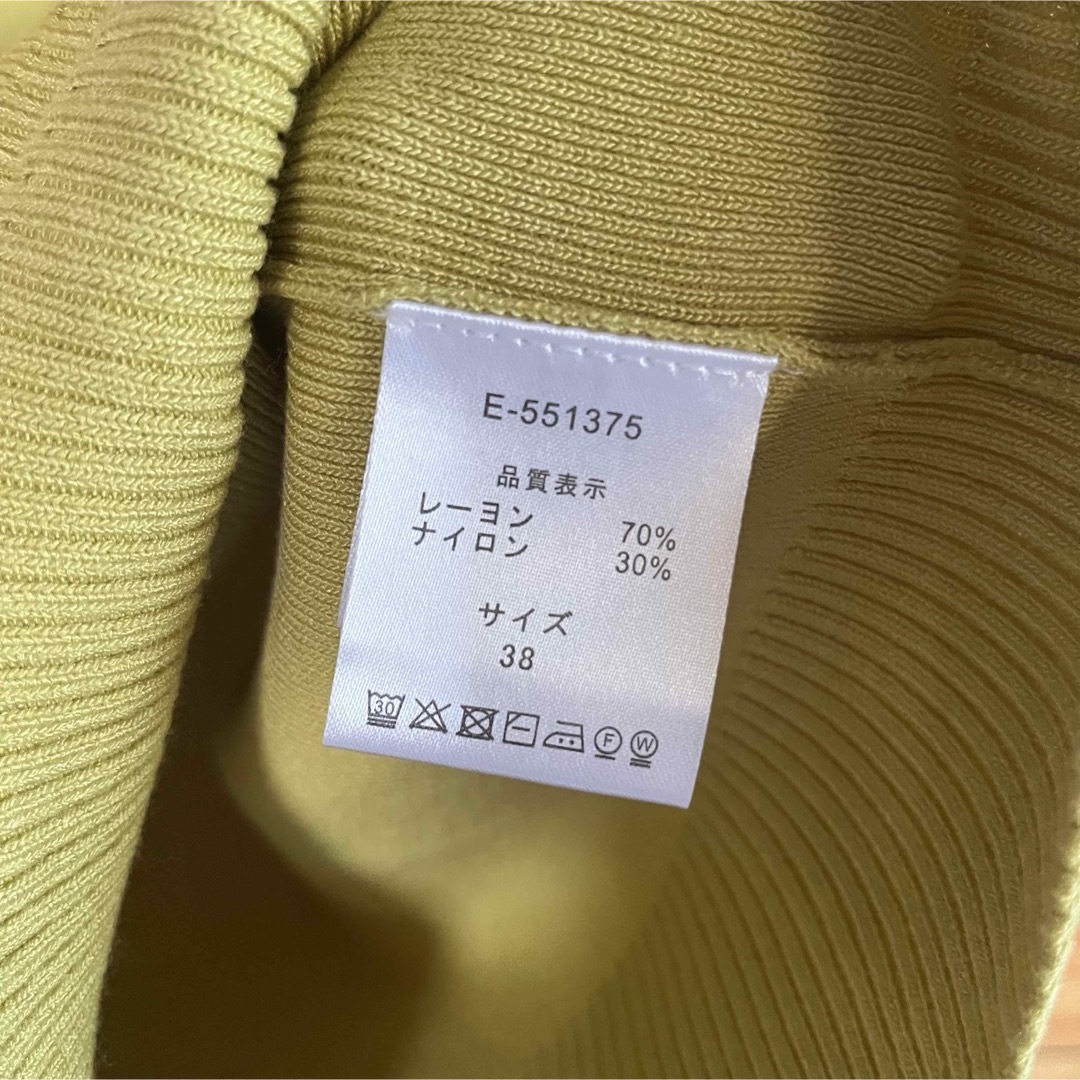 E-551375
品質表示
レーヨン 70%
ナイロン 30%
サイズ
38
30 F W